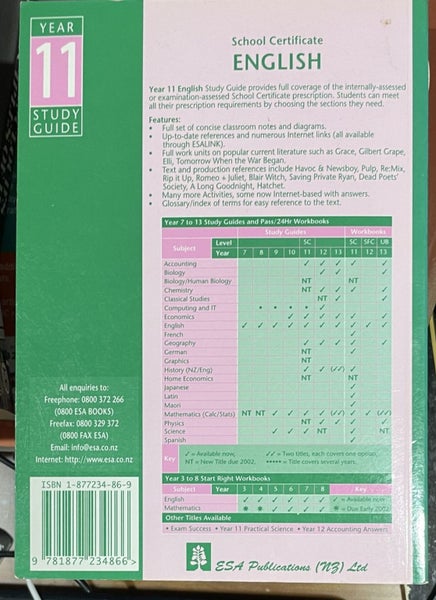 YEAR
11
STUDY
GUIDE
School Certificate
ENGLISH
Year 11 English Study Guide provides full coverage of the internally-assessed
or examination-assessed School Certificate prescription. Students can meet
all their prescription requirements by choosing the sections they need.
Features:
• Full set of concise classroom notes and diagrams.
• Up-to-date references and numerous Internet links (all available
through ESALINK).
• Full work units on popular current literature such as Grace, Gilbert Grape,
Elli, Tomorrow When the War Began.
• Text and production references include Havoc & Newsboy, Pulp, Re:Mix,
Rip it Up, Romeo + Juliet, Blair Witch, Saving Private Ryan, Dead Poets'
Society, A Long Goodnight, Hatchet.
• Many more Activities, some now Internet-based with answers.
• Glossary/index of terms for easy reference to the text.
Year 7 to 13 Study Guides and Pass/24Hr Workbooks
Study Guides Workbooks
Subject Level SC SC SFC UB
Year 7 8 9 10 11 12 13 11 12 13
Accounting ✓ ✓ ✓ ✓ ✓
Biology ✓ ✓ ✓
Biology/Human Biology NT NT
Chemistry NT ✓ ✓ ✓ ✓
Classical Studies NT ✓
Computing and IT • • • •
Economics ✓ ✓ ✓ ✓ ✓
English ✓ ✓ ✓ ✓ ✓ ✓ ✓ ✓ ✓ ✓
French ✓
Geography ✓ ✓ ✓ ✓
German NT ✓
Graphics NT
History (NZ/Eng) ✓ ✓ (✓✓) ✓
Home Economics NT
Japanese
Latin
Maori
Mathematics (Calc/Stats) NT NT ✓ ✓ ✓ ✓ (✓✓) ✓ ✓ (✓✓)
Physics NT ✓ ✓ ✓
Science ✓ ✓ NT ✓ NT
Spanish ✓
Key ✓ = Available now, ✓✓ = Two titles, each covers one option,
NT = New Title due 2002, ••••• = Title covers several years.
Year 3 to 8 Start Right Workbooks
Subject Year 3 4 5 6 7 8 Key
English ✓ ✓ ✓ ✓ ✓ ✓ ✓ = Available now
Mathematics ✱ ✱ ✓ ✓ ✓ ✓ ✱ = Due Early 2002
Other Titles Available
• Exam Success • Year 11 Practical Science • Year 12 Accounting Answers
All enquiries to:
Freephone: 0800 372 266
(0800 ESA BOOKS)
Freefax: 0800 329 372
(0800 FAX ESA)
Email: info@esa.co.nz
Internet: http://www.esa.co.nz
ISBN 1-877234-86-9
9 781877 234866 >
ESA Publications (NZ) Ltd